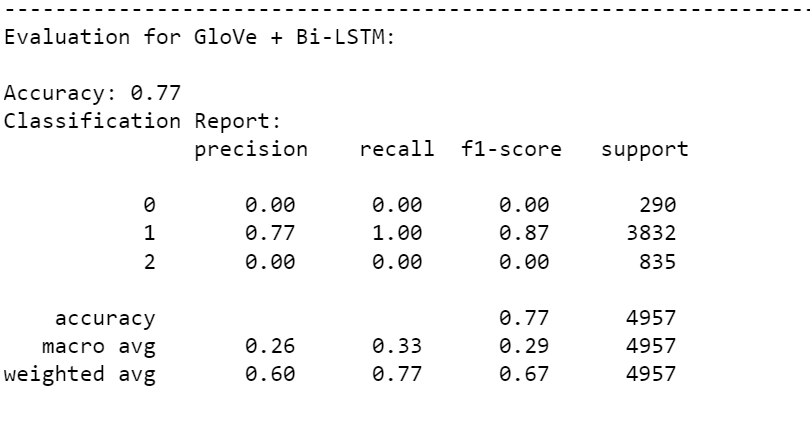 ----------------------------------------------------------------
Evaluation for GloVe + Bi-LSTM:
Accuracy: 0.77
Classification Report:
precision recall f1-score support
0 0.00 0.00 0.00 290
1 0.77 1.00 0.87 3832
2 0.00 0.00 0.00 835
accuracy 0.77 4957
macro avg 0.26 0.33 0.29 4957
weighted avg 0.60 0.77 0.67 4957